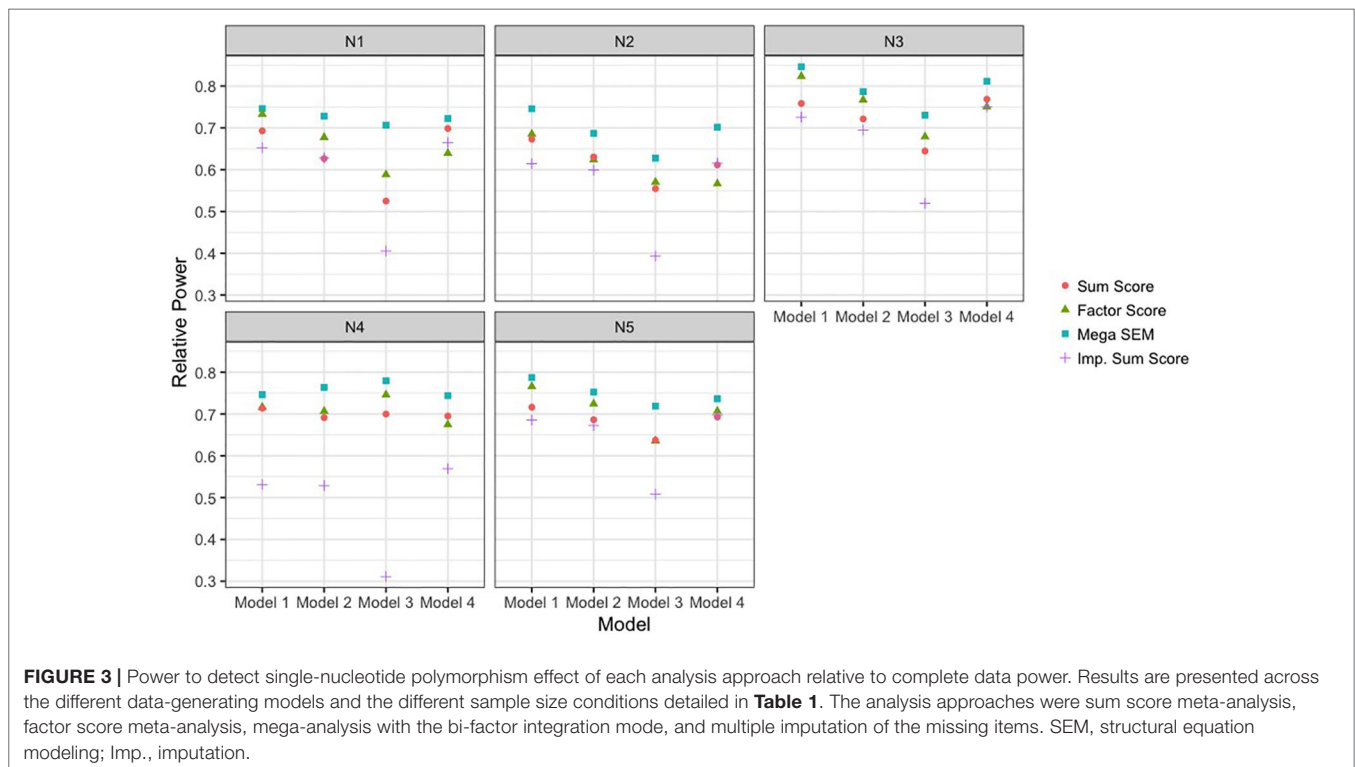 N1
N2
N3
0.8
0.7
0.6
0.5
0.4
0.3
Relative Power
Model 1 Model 2 Model 3 Model 4
N4
N5
0.8
0.7
0.6
0.5
0.4
0.3
Model 1 Model 2 Model 3 Model 4
Model 1 Model 2 Model 3 Model 4
Model
Sum Score
Factor Score
Mega SEM
Imp. Sum Score
FIGURE 3 | Power to detect single-nucleotide polymorphism effect of each analysis approach relative to complete data power. Results are presented across
the different data-generating models and the different sample size conditions detailed in Table 1. The analysis approaches were sum score meta-analysis,
factor score meta-analysis, mega-analysis with the bi-factor integration mode, and multiple imputation of the missing items. SEM, structural equation
modeling; Imp., imputation.